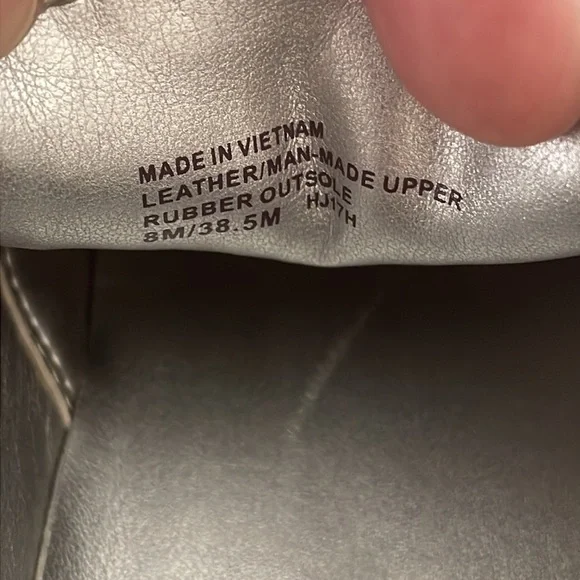 MADE IN VIETNAM
LEATHER/MAN-MADE UPPER
RUBBER OUTSOLE
8M/38.5M HJ17H